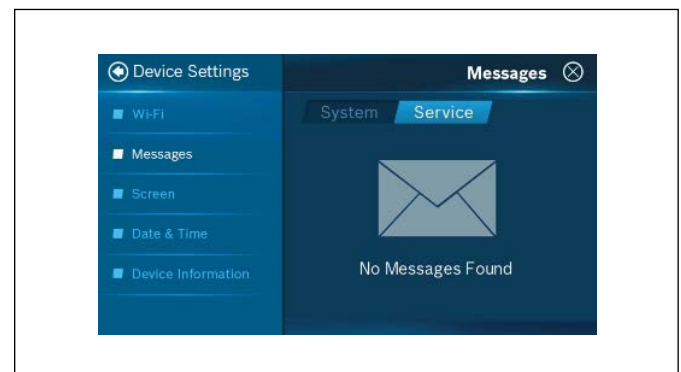 Device Settings
Messages
Wi-Fi
Messages
Screen
Date & Time
Device Information
System
Service
No Messages Found